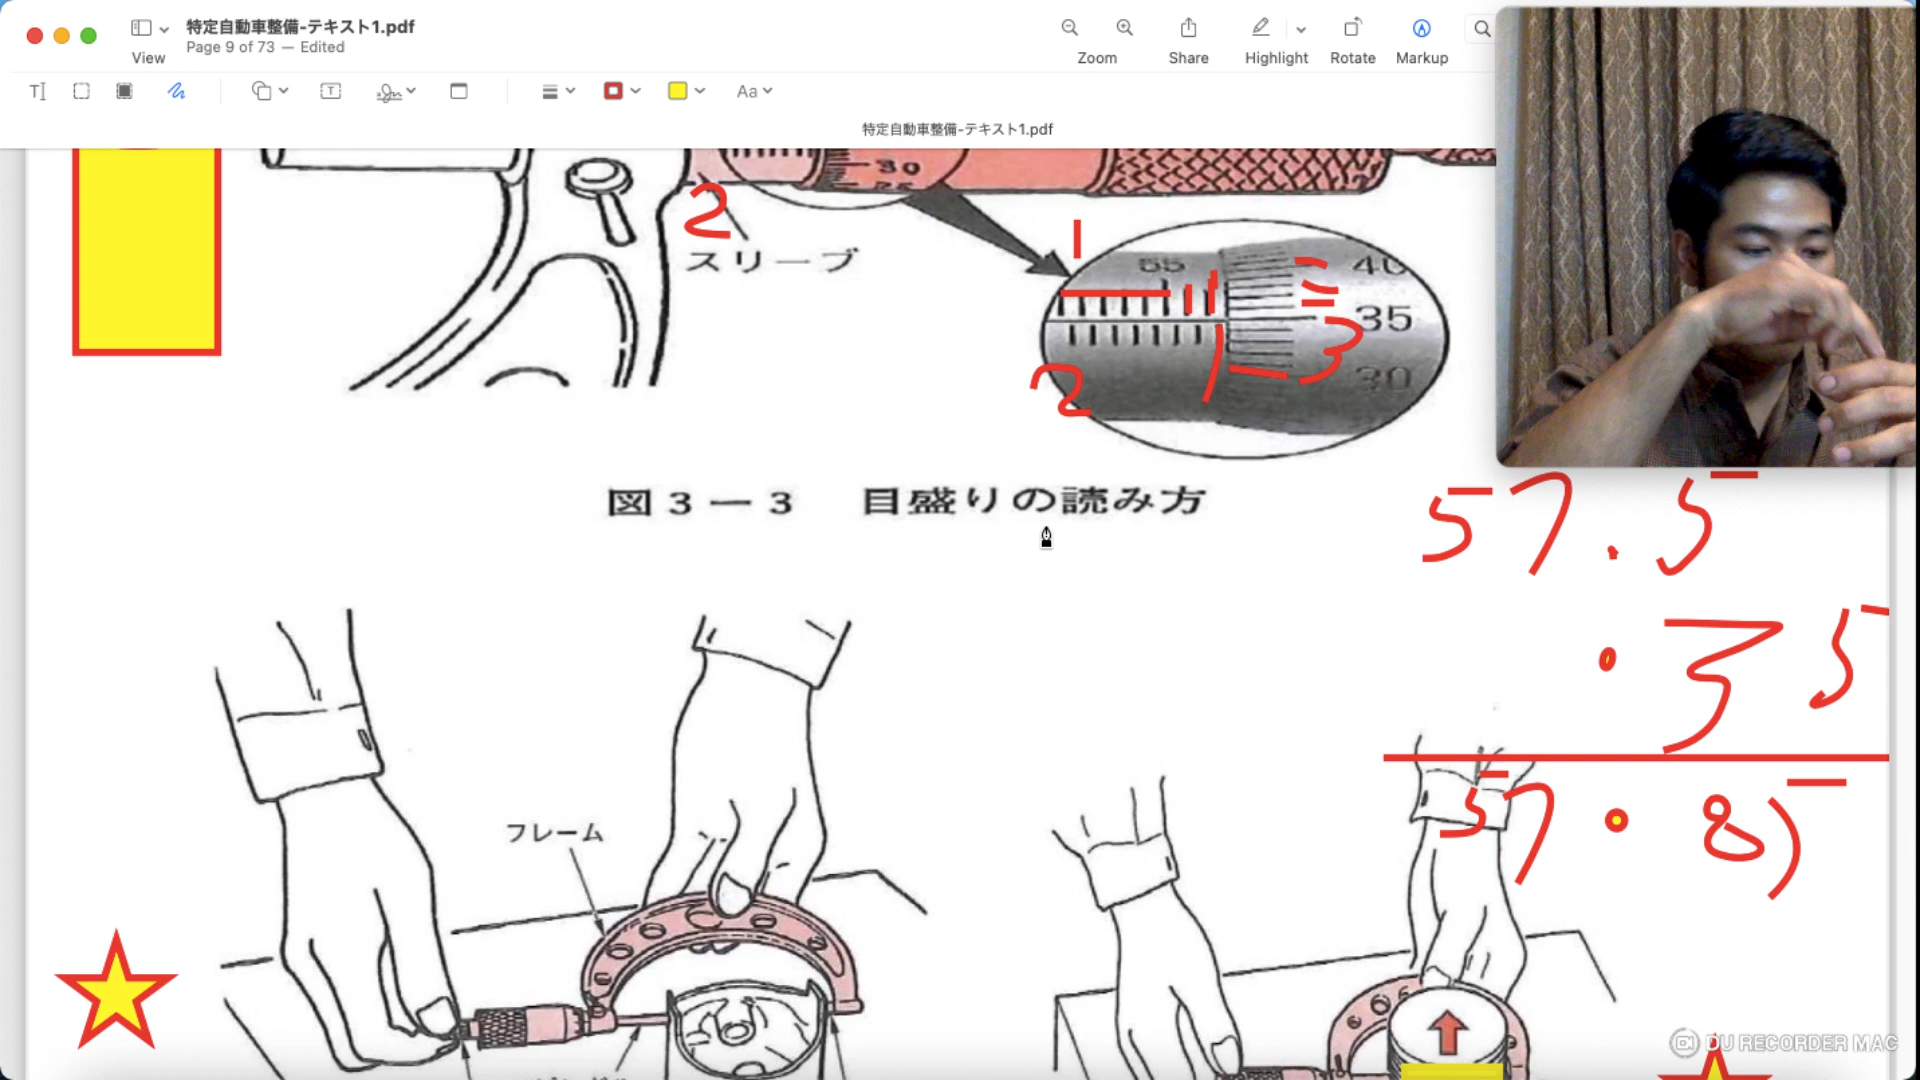 特定自動車整備-テキスト1.pdf
Page 9 of 73 — Edited
View
Zoom
Share
Highlight
Rotate
Markup
Aa
特定自動車整備-テキスト1.pdf
30
2
スリーブ
1
55
40
35
3
2
30
図3-3 目盛りの読み方
57.5
.35
57.85
フレーム
DU RECORDER MAC